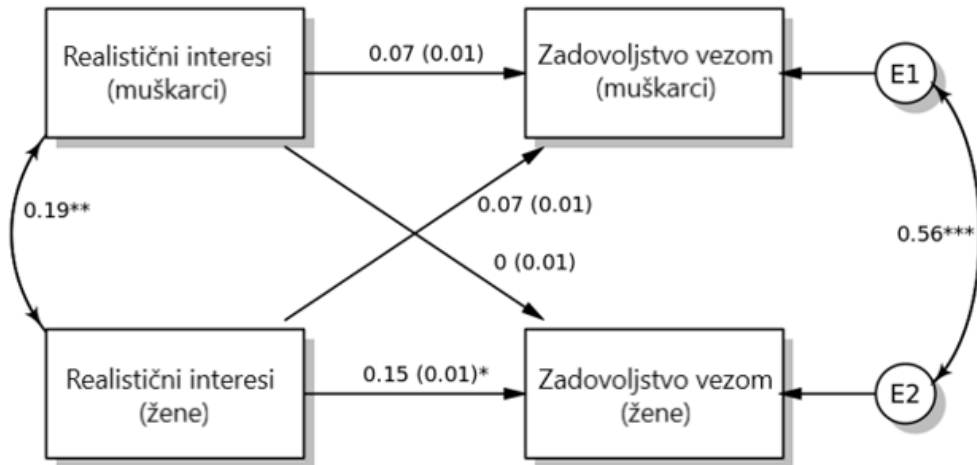 Realistični interesi
(muškarci)
0.07 (0.01)
Zadovoljstvo vezom
(muškarci)
E1
0.19**
0.07 (0.01)
0 (0.01)
0.56***
Realistični interesi
(žene)
0.15 (0.01)*
Zadovoljstvo vezom
(žene)
E2